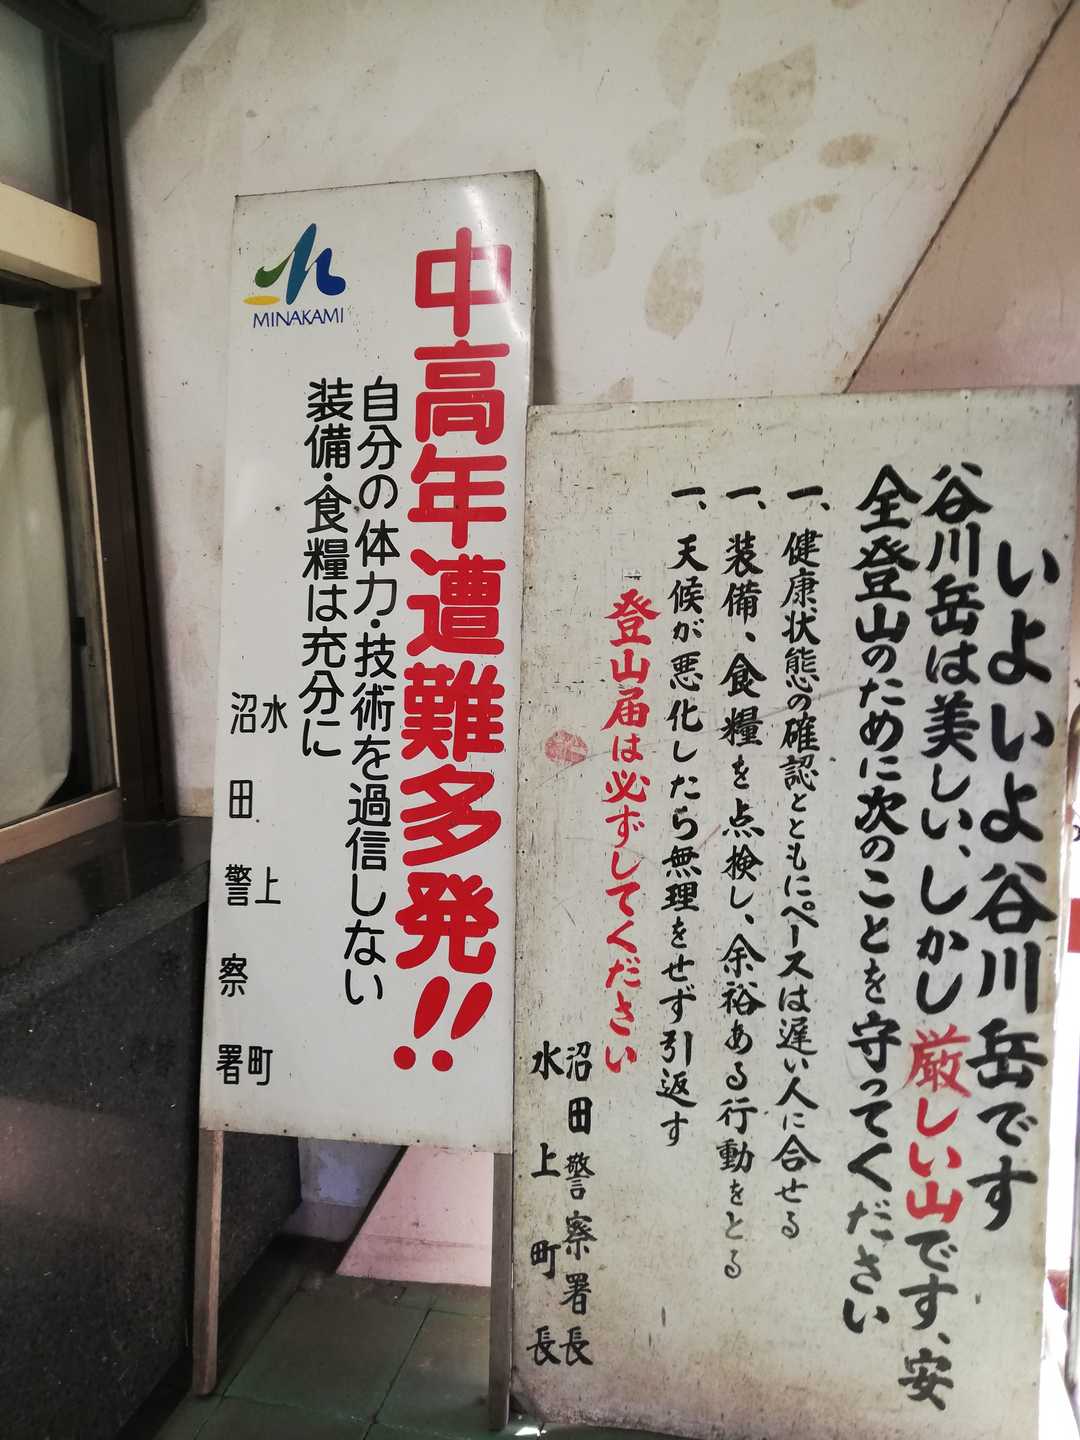 MINAKAMI
中高年遭難多発!!
自分の体力・技術を過信しない
装備・食糧は充分に
水上町
沼田警察署
いよいよ谷川岳です
谷川岳は美しい、しかし厳しい山です、安
全登山のために次のことを守ってください
一、健康状態の確認とともにペースは遅い人に合せる
一、装備、食糧を点検し、余裕ある行動をとる
一、天候が悪化したら無理をせず引返す
登山届は必ずしてください
沼田警察署長
水上町長